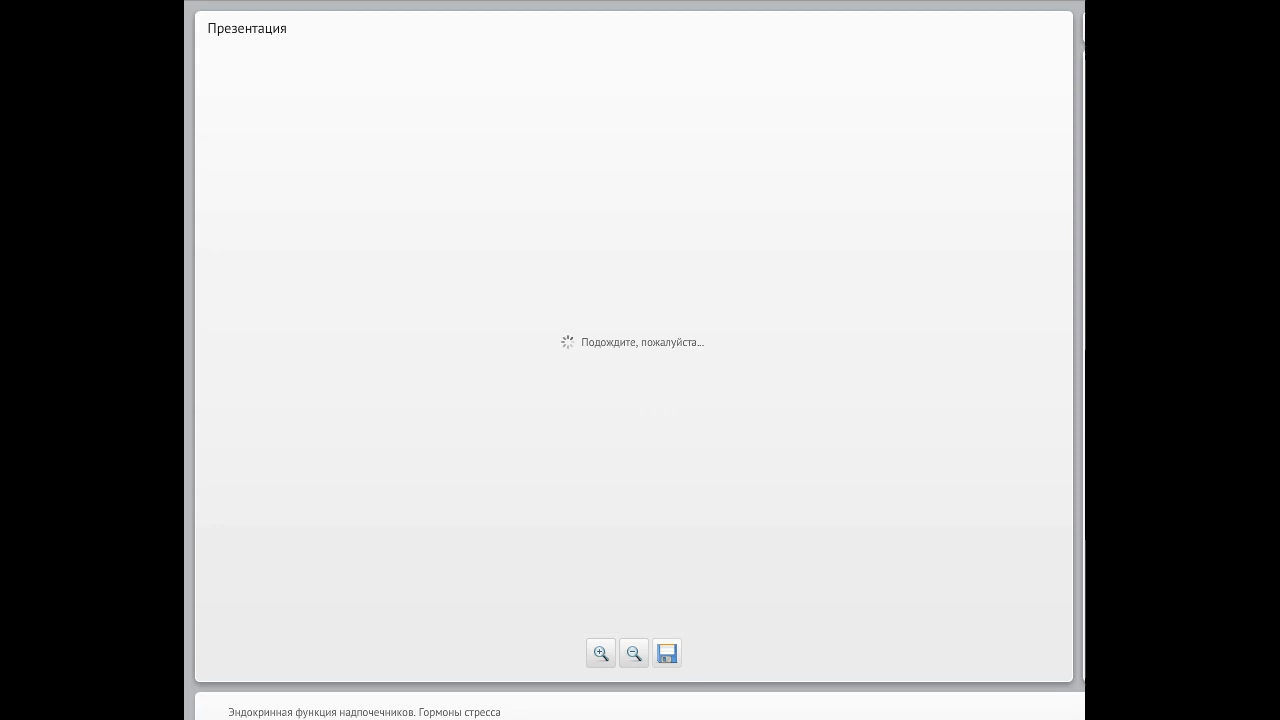 Презентация
Подождите, пожалуйста...
Эндокринная функция надпочечников. Гормоны стресса